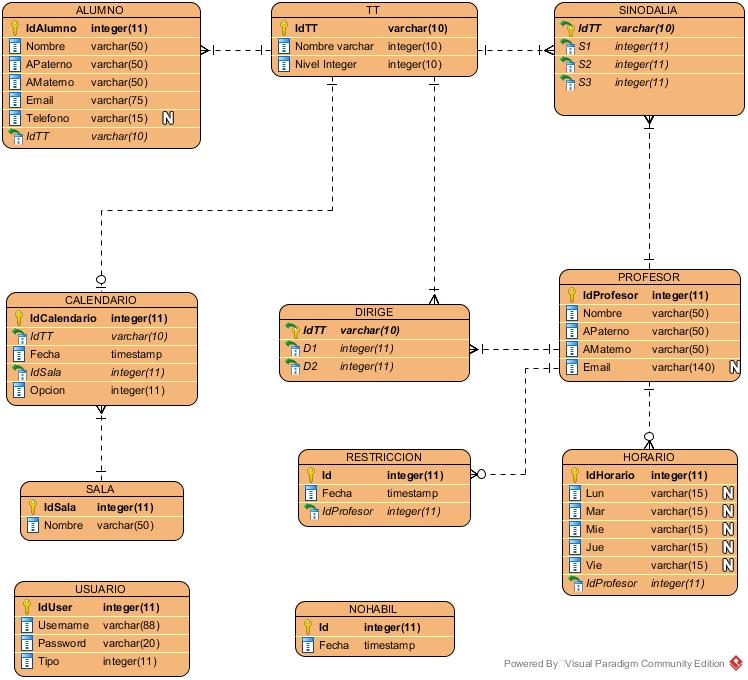 ALUMNO
IdAlumno integer(11)
Nombre varchar(50)
APaterno varchar(50)
AMaterno varchar(50)
Email varchar(75)
Telefono varchar(15) N
IdTT varchar(10)
TT
IdTT varchar(10)
Nombre varchar integer(10)
Nivel Integer integer(10)
SINODALIA
IdTT varchar(10)
S1 integer(11)
S2 integer(11)
S3 integer(11)
CALENDARIO
IdCalendario integer(11)
IdTT varchar(10)
Fecha timestamp
IdSala integer(11)
Opcion integer(11)
DIRIGE
IdTT varchar(10)
D1 integer(11)
D2 integer(11)
PROFESOR
IdProfesor integer(11)
Nombre varchar(50)
APaterno varchar(50)
AMaterno varchar(50)
Email varchar(140) N
RESTRICCION
Id integer(11)
Fecha timestamp
IdProfesor integer(11)
HORARIO
IdHorario integer(11)
Lun varchar(15) N
Mar varchar(15) N
Mie varchar(15) N
Jue varchar(15) N
Vie varchar(15) N
IdProfesor integer(11)
SALA
IdSala integer(11)
Nombre varchar(50)
USUARIO
IdUser integer(11)
Username varchar(88)
Password varchar(20)
Tipo integer(11)
NOHABIL
Id integer(11)
Fecha timestamp
Powered By Visual Paradigm Community Edition